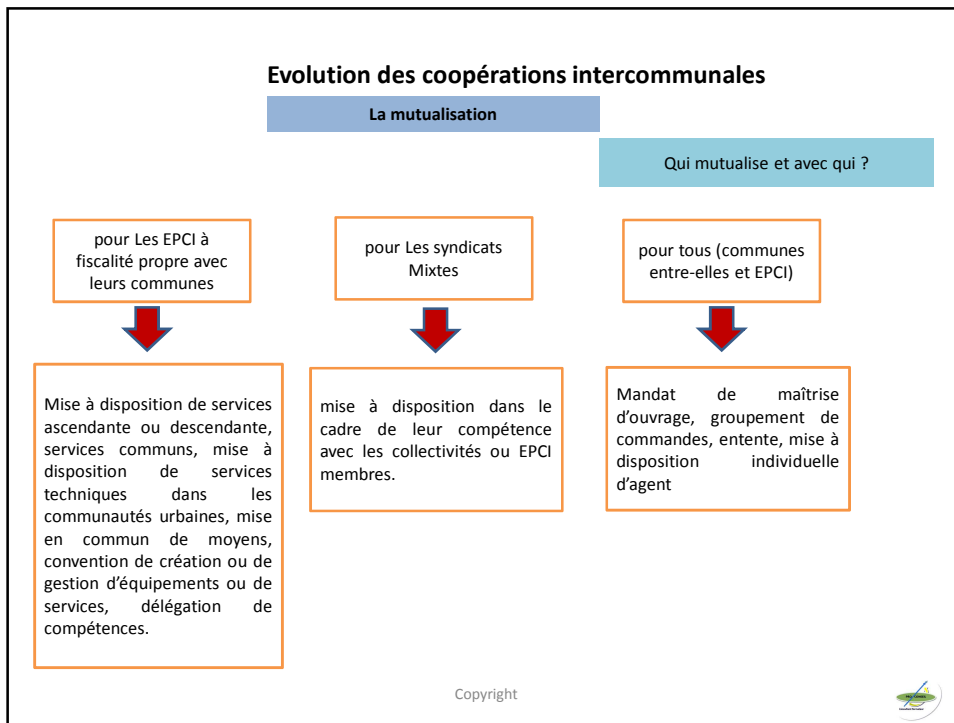 Evolution des coopérations intercommunales
La mutualisation
Qui mutualise et avec qui ?
pour Les EPCI à
fiscalité propre avec
leurs communes
pour Les syndicats
Mixtes
pour tous (communes
entre-elles et EPCI)
Mise à disposition de services
ascendante ou descendante,
services communs, mise à
disposition de services
techniques dans les
communautés urbaines, mise
en commun de moyens,
convention de création ou de
gestion d'équipements ou de
services, délégation de
compétences.
mise à disposition dans le
cadre de leur compétence
avec les collectivités ou EPCI
membres.
Mandat de maîtrise
d'ouvrage, groupement de
commandes, entente, mise à
disposition individuelle
d'agent
Copyright